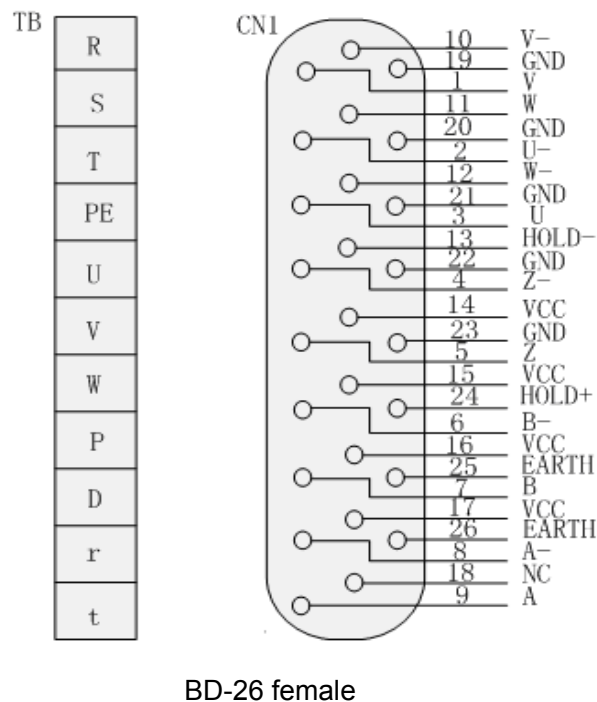 TB
R
S
T
PE
U
V
W
P
D
r
t
CN1
10 V-
19 GND
1 V
11 W
20 GND
2 U-
12 W-
21 GND
3 U
13 HOLD-
22 GND
4 Z-
14 VCC
23 GND
5 Z
15 VCC
24 HOLD+
6 B-
16 VCC
25 EARTH
7 B
17 VCC
26 EARTH
8 A-
18 NC
9 A
BD-26 female